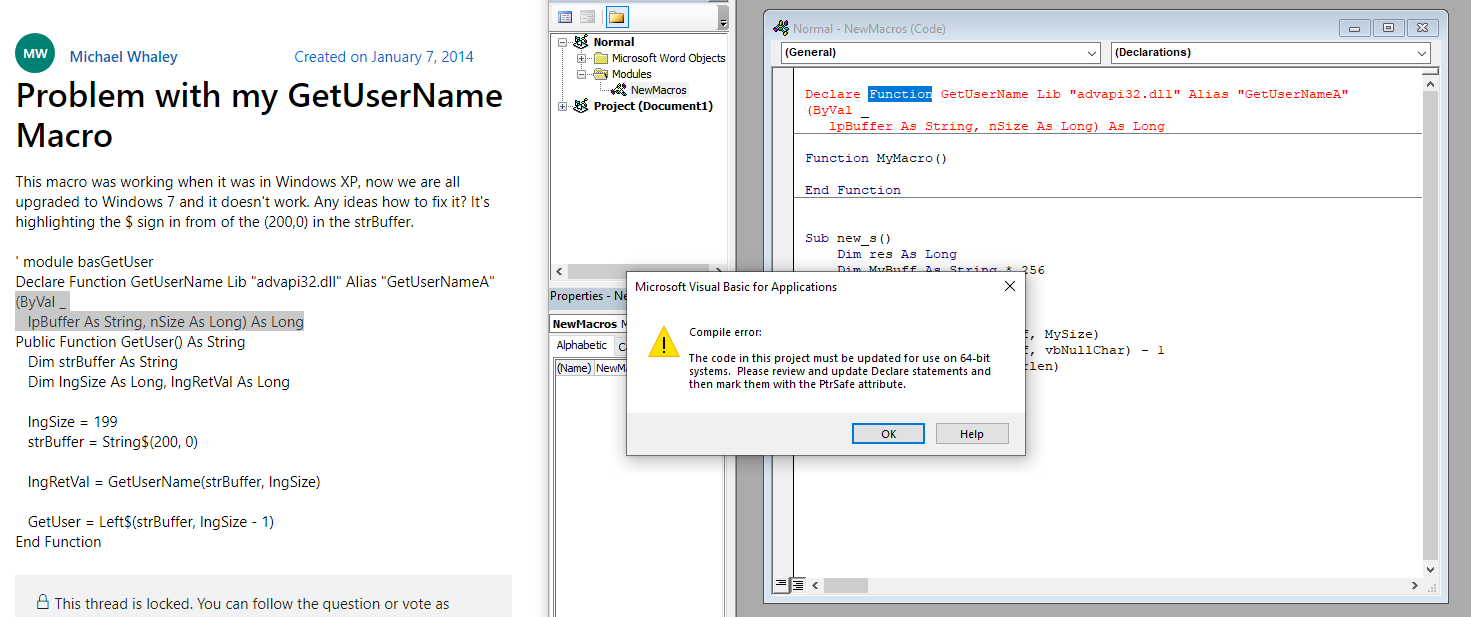 MW
Michael Whaley
Created on January 7, 2014
Problem with my GetUserName
Macro
This macro was working when it was in Windows XP, now we are all
upgraded to Windows 7 and it doesn't work. Any ideas how to fix it? It's
highlighting the $ sign in from of the (200,0) in the strBuffer.
' module basGetUser
Declare Function GetUserName Lib "advapi32.dll" Alias "GetUserNameA"
(ByVal _
lpBuffer As String, nSize As Long) As Long
Public Function GetUser() As String
Dim strBuffer As String
Dim lngSize As Long, lngRetVal As Long
lngSize = 199
strBuffer = String$(200, 0)
lngRetVal = GetUserName(strBuffer, lngSize)
GetUser = Left$(strBuffer, lngSize - 1)
End Function
This thread is locked. You can follow the question or vote as
Normal
Microsoft Word Objects
Modules
NewMacros
Project (Document1)
Properties - Ne
NewMacros M
Alphabetic C
(Name) NewMa
Normal - NewMacros (Code)
(General)
(Declarations)
Declare Function GetUserName Lib "advapi32.dll" Alias "GetUserNameA"
(ByVal _
lpBuffer As String, nSize As Long) As Long
Function MyMacro()
End Function
Sub new_s()
Dim res As Long
Dim MyBuff As String * 256
f, MySize)
f, vbNullChar) - 1
rlen)
Microsoft Visual Basic for Applications
Compile error:
The code in this project must be updated for use on 64-bit
systems. Please review and update Declare statements and
then mark them with the PtrSafe attribute.
OK
Help